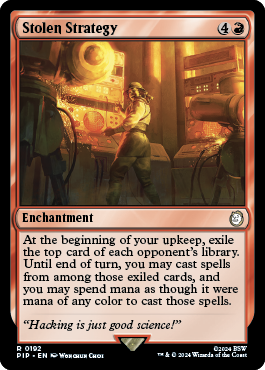 Stolen Strategy 4
Enchantment
At the beginning of your upkeep, exile
the top card of each opponent's library.
Until end of turn, you may cast spells
from among those exiled cards, and
you may spend mana as though it were
mana of any color to cast those spells.
"Hacking is just good science!"
R 0192 ©2024 BSW
PIP • EN Wonchun Choi ™ & © 2024 Wizards of the Coast